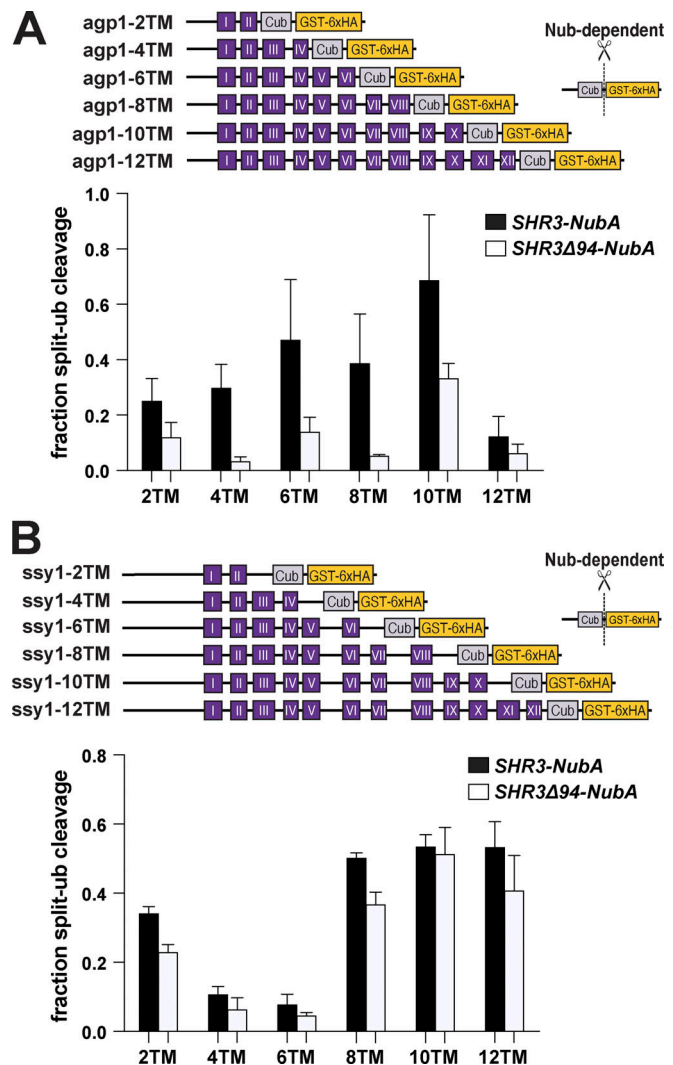 A
agp1-2TM I II Cub GST-6xHA
agp1-4TM I II III IV Cub GST-6xHA
agp1-6TM I II III IV V VI Cub GST-6xHA
agp1-8TM I II III IV V VI VII VIII Cub GST-6xHA
agp1-10TM I II III IV V VI VII VIII IX X Cub GST-6xHA
agp1-12TM I II III IV V VI VII VIII IX X XI XII Cub GST-6xHA
Nub-dependent
Cub GST-6xHA
fraction split-ub cleavage
1.0
0.8
0.6
0.4
0.2
0.0
SHR3-NubA
SHR3Δ94-NubA
2TM 4TM 6TM 8TM 10TM 12TM
B
ssy1-2TM I II Cub GST-6xHA
ssy1-4TM I II III IV Cub GST-6xHA
ssy1-6TM I II III IV V VI Cub GST-6xHA
ssy1-8TM I II III IV V VI VII VIII Cub GST-6xHA
ssy1-10TM I II III IV V VI VII VIII IX X Cub GST-6xHA
ssy1-12TM I II III IV V VI VII VIII IX X XI XII Cub GST-6xHA
Nub-dependent
Cub GST-6xHA
fraction split-ub cleavage
0.8
0.6
0.4
0.2
0.0
SHR3-NubA
SHR3Δ94-NubA
2TM 4TM 6TM 8TM 10TM 12TM